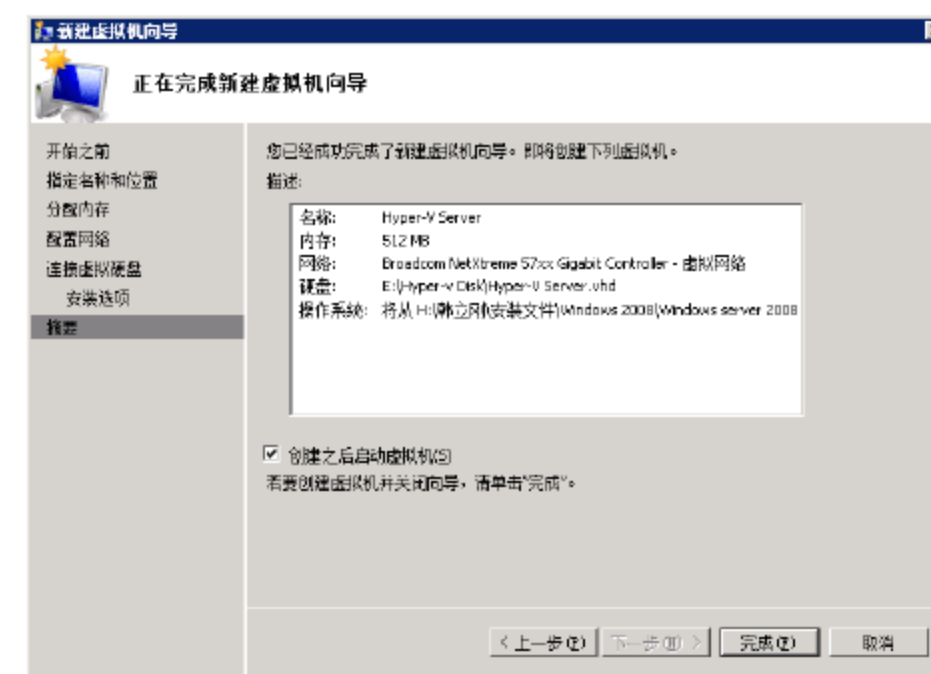 新建虚拟机向导
正在完成新建虚拟机向导
开始之前
指定名称和位置
分配内存
配置网络
连接虚拟硬盘
安装选项
摘要
您已经成功完成了新建虚拟机向导。即将创建下列虚拟机。
描述:
名称: Hyper-V Server
内存: 512 MB
网络: Broadcom NetXtreme 57xx Gigabit Controller - 虚拟网络
硬盘: E:\Hyper-v Disk\Hyper-V Server.vhd
操作系统: 将从 H:\韩立刚\安装文件\Windows 2008\Windows server 2008
创建之后启动虚拟机(S)
若要创建虚拟机并关闭向导，请单击"完成"。
< 上一步(P) 下一步(N) > 完成(F) 取消